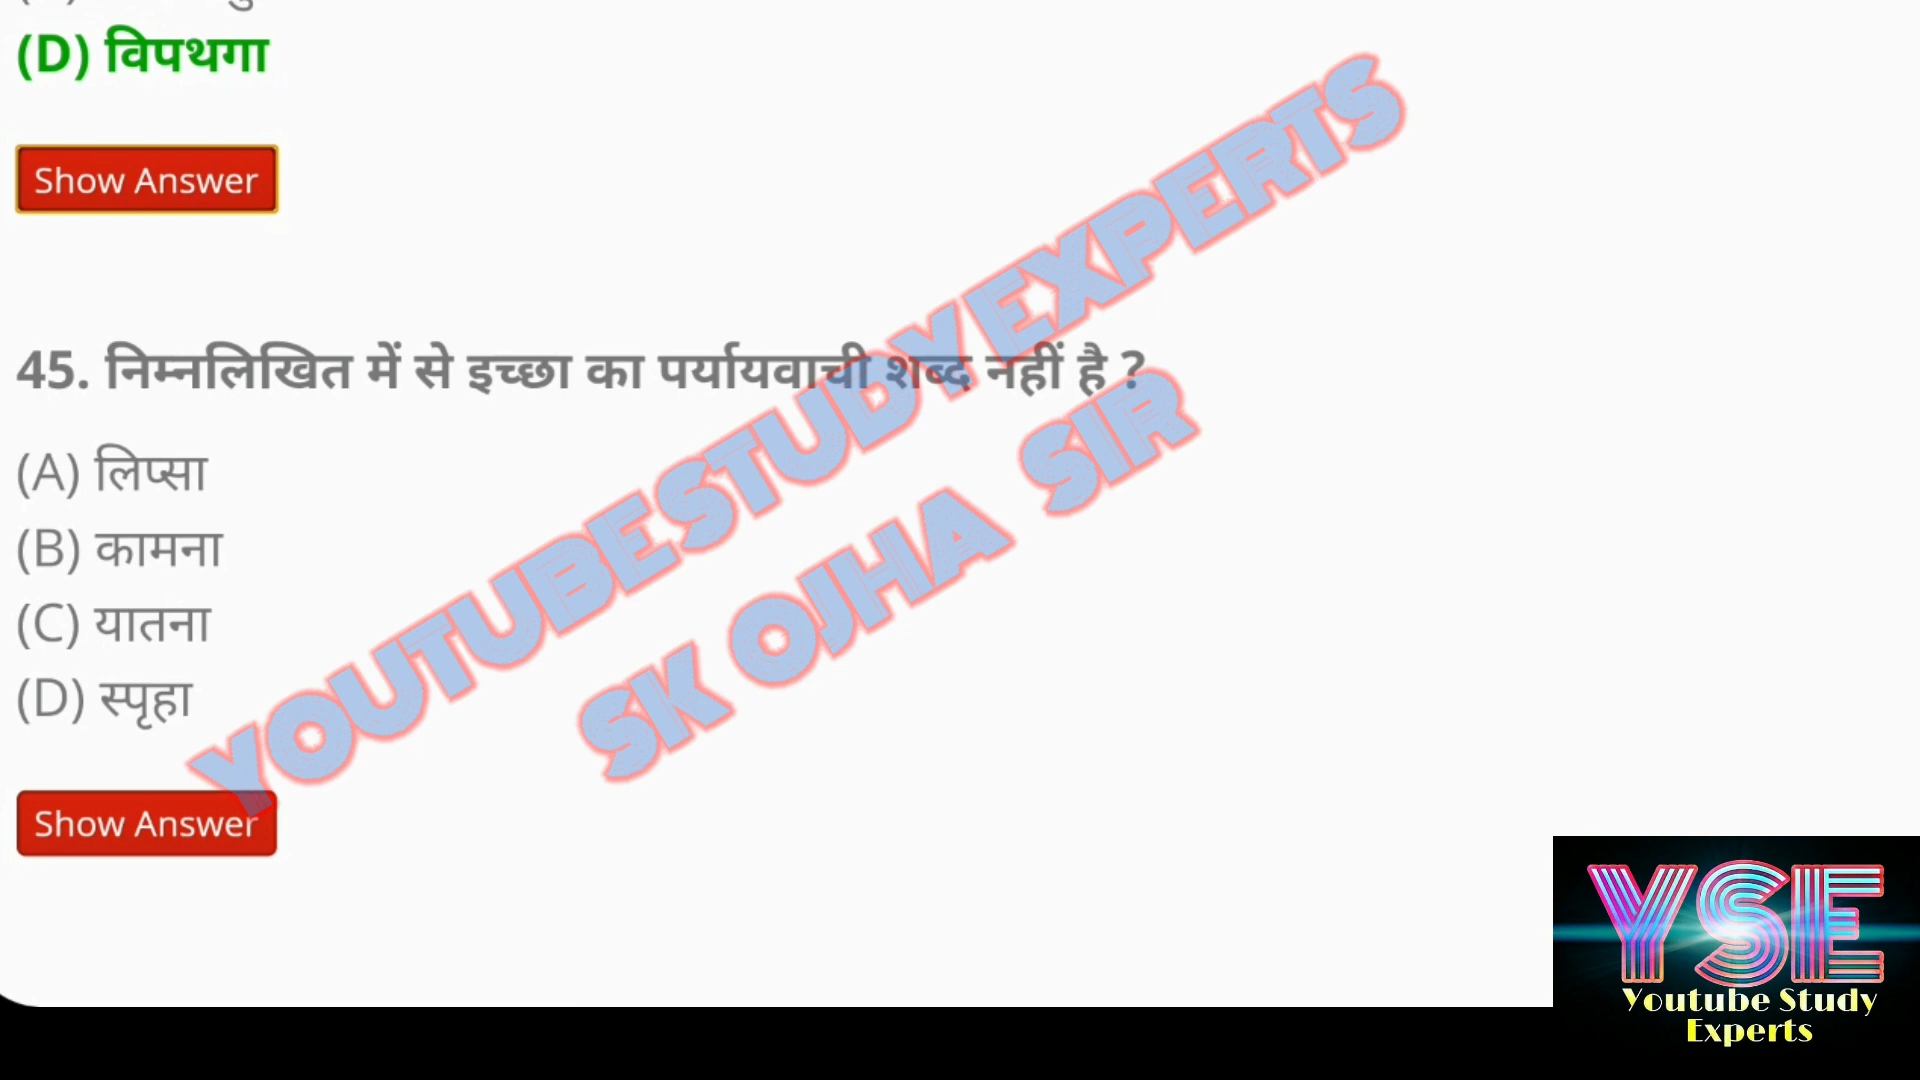 (D) विपथगा
Show Answer
45. निम्नलिखित में से इच्छा का पर्यायवाची शब्द नहीं है ?
(A) लिप्सा
(B) कामना
(C) यातना
(D) स्पृहा
Show Answer
YOUTUBESTUDYEXPERTS
SK OJHA SIR
YSE
Youtube Study
Experts